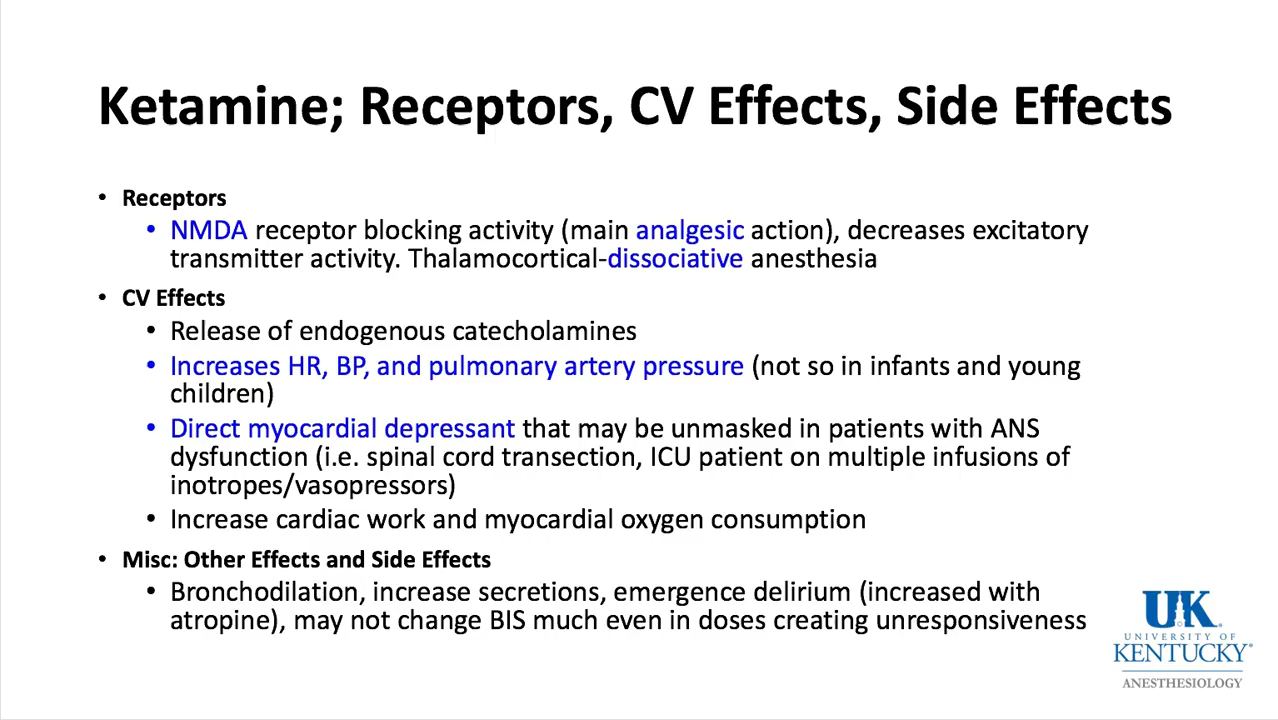 Ketamine; Receptors, CV Effects, Side Effects
• Receptors
• NMDA receptor blocking activity (main analgesic action), decreases excitatory
transmitter activity. Thalamocortical-dissociative anesthesia
• CV Effects
• Release of endogenous catecholamines
• Increases HR, BP, and pulmonary artery pressure (not so in infants and young
children)
• Direct myocardial depressant that may be unmasked in patients with ANS
dysfunction (i.e. spinal cord transection, ICU patient on multiple infusions of
inotropes/vasopressors)
• Increase cardiac work and myocardial oxygen consumption
• Misc: Other Effects and Side Effects
• Bronchodilation, increase secretions, emergence delirium (increased with
atropine), may not change BIS much even in doses creating unresponsiveness
UK
UNIVERSITY OF
KENTUCKY®
ANESTHESIOLOGY